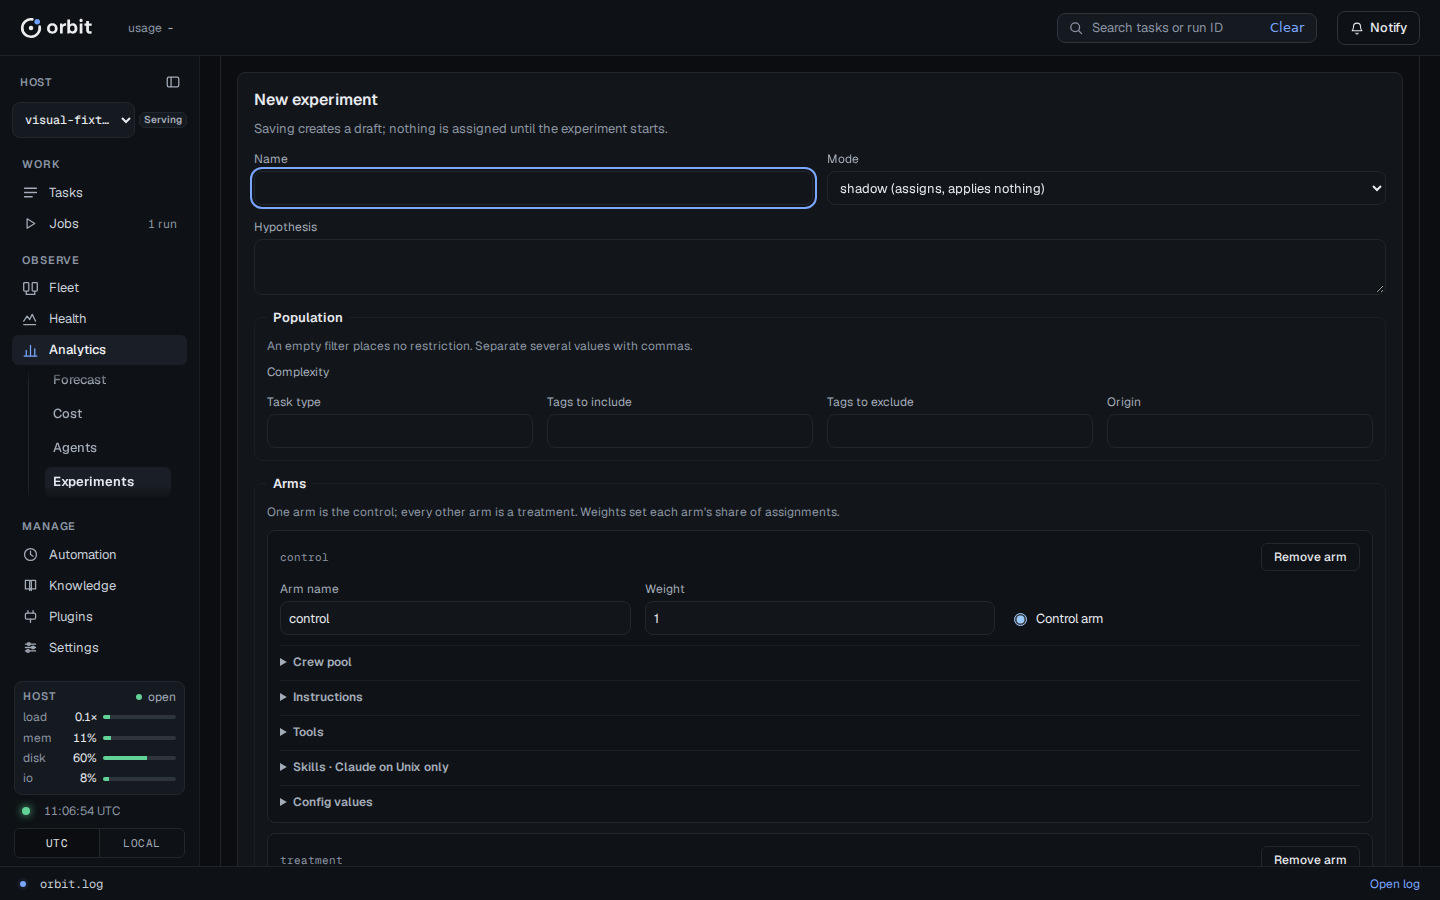 orbit
usage -
Search tasks or run ID
Clear
Notify
HOST
visual-fixt…
Serving
WORK
Tasks
Jobs
1 run
OBSERVE
Fleet
Health
Analytics
Forecast
Cost
Agents
Experiments
MANAGE
Automation
Knowledge
Plugins
Settings
HOST
open
load 0.1×
mem 11%
disk 60%
io 8%
11:06:54 UTC
UTC
LOCAL
New experiment
Saving creates a draft; nothing is assigned until the experiment starts.
Name
Mode
shadow (assigns, applies nothing)
Hypothesis
Population
An empty filter places no restriction. Separate several values with commas.
Complexity
Task type
Tags to include
Tags to exclude
Origin
Arms
One arm is the control; every other arm is a treatment. Weights set each arm's share of assignments.
control
Remove arm
Arm name
Weight
control
1
Control arm
Crew pool
Instructions
Tools
Skills · Claude on Unix only
Config values
treatment
Remove arm
orbit.log
Open log